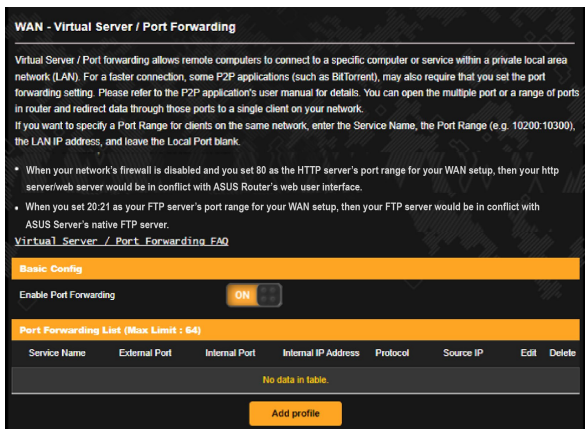 WAN - Virtual Server / Port Forwarding
Virtual Server / Port forwarding allows remote computers to connect to a specific computer or service within a private local area
network (LAN). For a faster connection, some P2P applications (such as BitTorrent), may also require that you set the port
forwarding setting. Please refer to the P2P application's user manual for details. You can open the multiple port or a range of ports
in router and redirect data through those ports to a single client on your network.
If you want to specify a Port Range for clients on the same network, enter the Service Name, the Port Range (e.g. 10200:10300),
the LAN IP address, and leave the Local Port blank.
• When your network's firewall is disabled and you set 80 as the HTTP server's port range for your WAN setup, then your http
server/web server would be in conflict with ASUS Router's web user interface.
• When you set 20:21 as your FTP server's port range for your WAN setup, then your FTP server would be in conflict with
ASUS Server's native FTP server.
Virtual Server / Port Forwarding FAQ
Basic Config
Enable Port Forwarding ON
Port Forwarding List (Max Limit : 64)
Service Name External Port Internal Port Internal IP Address Protocol Source IP Edit Delete
No data in table.
Add profile